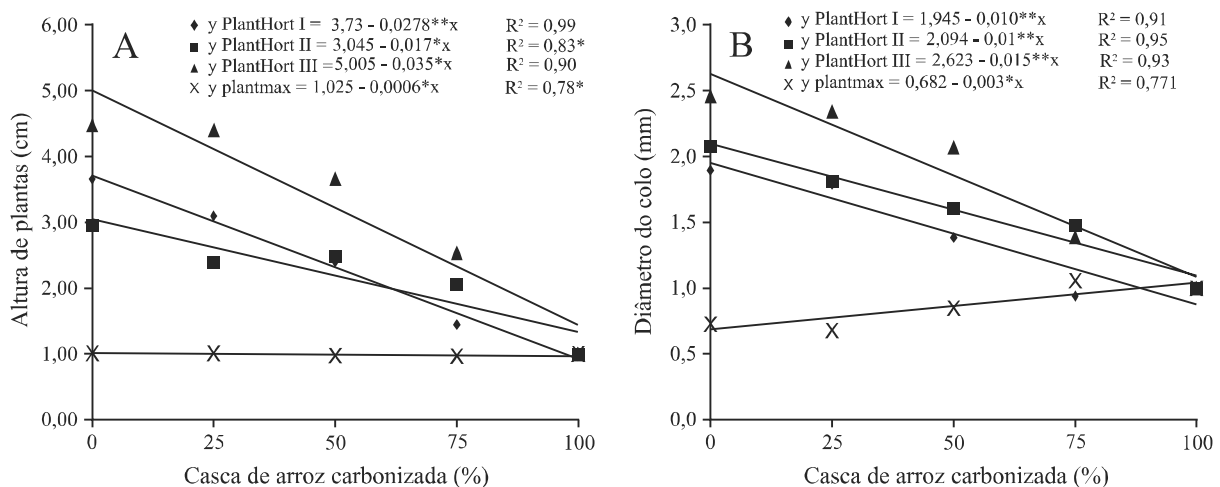 A
y PlantHort I = 3,73 – 0,0278**x R² = 0,99
y PlantHort II = 3,045 – 0,017*x R² = 0,83*
y PlantHort III = 5,005 – 0,035*x R² = 0,90
y plantmax = 1,025 – 0,0006*x R² = 0,78*
Altura de plantas (cm)
6,00
5,00
4,00
3,00
2,00
1,00
0,00
0 25 50 75 100
Casca de arroz carbonizada (%)
B
y PlantHort I = 1,945 – 0,010**x R² = 0,91
y PlantHort II = 2,094 – 0,01**x R² = 0,95
y PlantHort III = 2,623 – 0,015**x R² = 0,93
y plantmax = 0,682 – 0,003*x R² = 0,771
Diâmetro do colo (mm)
3,0
2,5
2,0
1,5
1,0
0,5
0,0
0 25 50 75 100
Casca de arroz carbonizada (%)